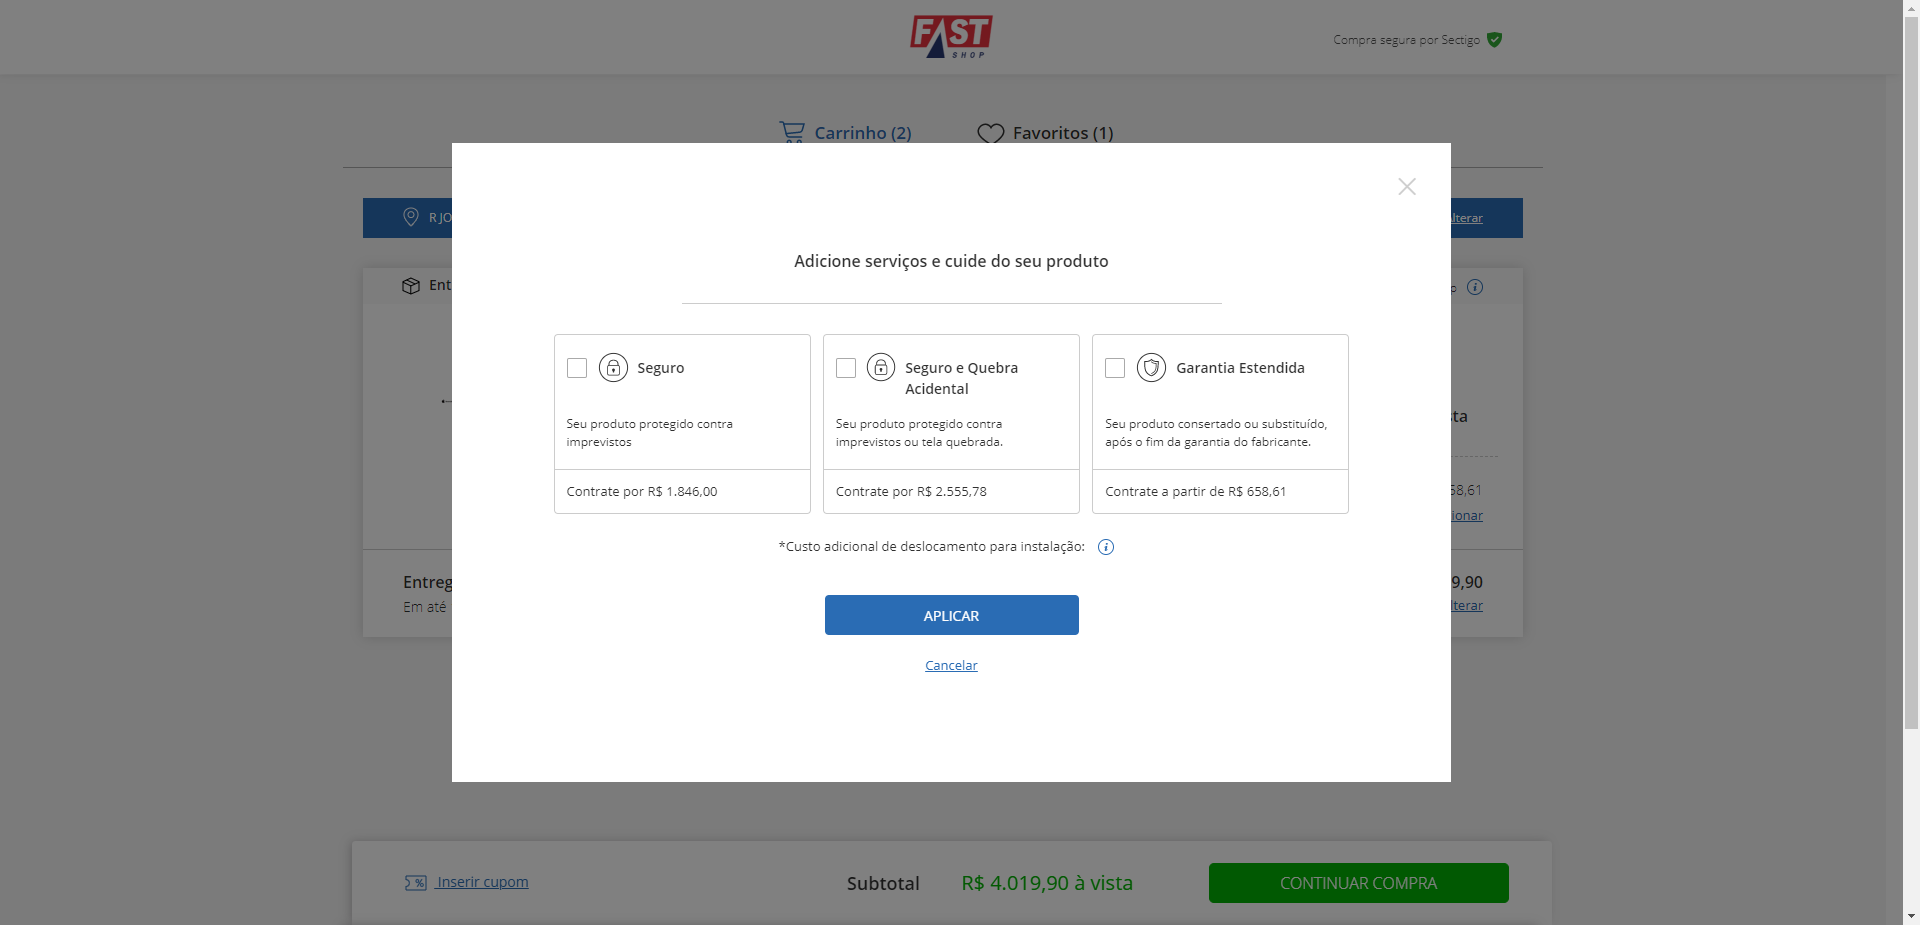 FAST
SHOP
Compra segura por Sectigo
Carrinho (2)
Favoritos (1)
R JO
lterar
Ent
o
Adicione serviços e cuide do seu produto
Seguro
Seu produto protegido contra
imprevistos
Contrate por R$ 1.846,00
Seguro e Quebra
Acidental
Seu produto protegido contra
imprevistos ou tela quebrada.
Contrate por R$ 2.555,78
Garantia Estendida
Seu produto consertado ou substituído,
após o fim da garantia do fabricante.
Contrate a partir de R$ 658,61
sta
58,61
ionar
*Custo adicional de deslocamento para instalação:
Entreg
Em até
9,90
lterar
APLICAR
Cancelar
Inserir cupom
Subtotal
R$ 4.019,90 à vista
CONTINUAR COMPRA